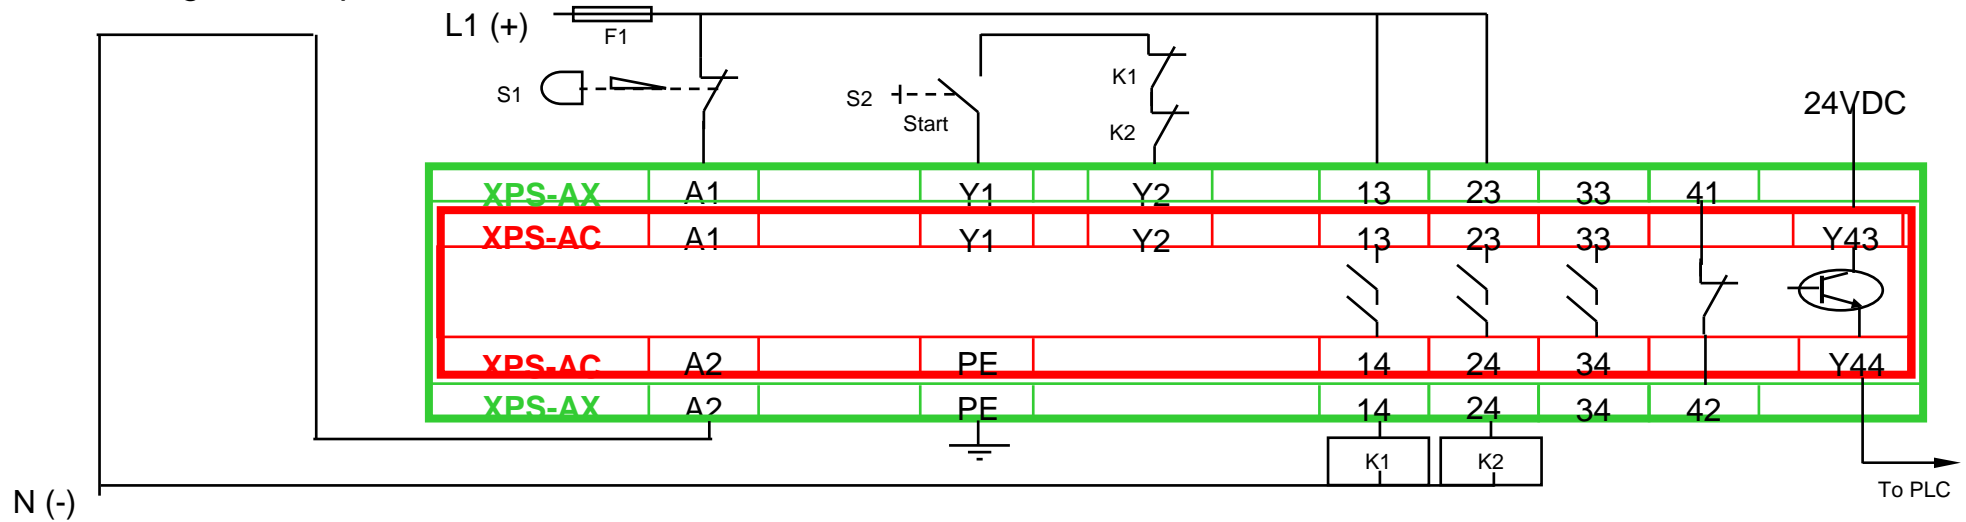 L1 (+)
F1
S1
S2
Start
K1
K2
24VDC
XPS-AX A1 Y1 Y2 13 23 33 41
XPS-AC A1 Y1 Y2 13 23 33 Y43
XPS-AC A2 PE 14 24 34 Y44
XPS-AX A2 PE 14 24 34 42
K1 K2
To PLC
N (-)